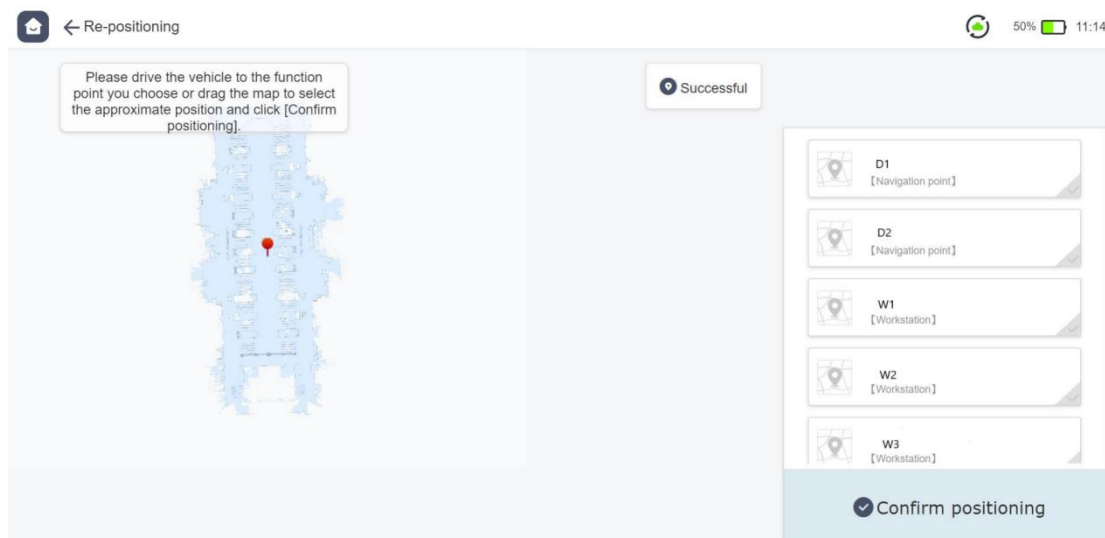 Re-positioning
50%
11:14
Please drive the vehicle to the function
point you choose or drag the map to select
the approximate position and click [Confirm
positioning].
Successful
D1
【Navigation point】
D2
【Navigation point】
W1
【Workstation】
W2
【Workstation】
W3
【Workstation】
Confirm positioning